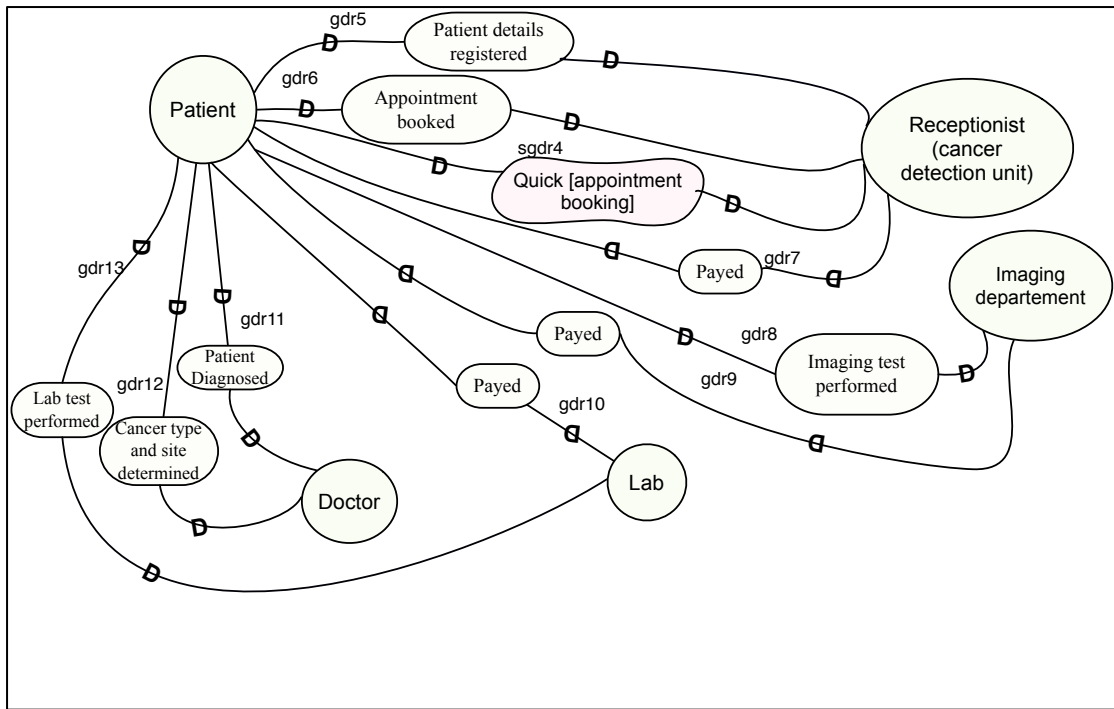 gdr5
D
Patient details
registered
D
gdr6
Patient
D
Appointment
booked
D
Receptionist
(cancer
detection unit)
sgdr4
D
Quick [appointment
booking]
D
gdr13
D
D
Payed
gdr7
D
Imaging
departement
D
D
D
gdr11
D
D
Payed
D
gdr8
Imaging test
performed
D
gdr12
Patient
Diagnosed
gdr9
Payed
gdr10
Lab test
performed
Cancer type
and site
determined
D
D
D
Doctor
Lab
D
D